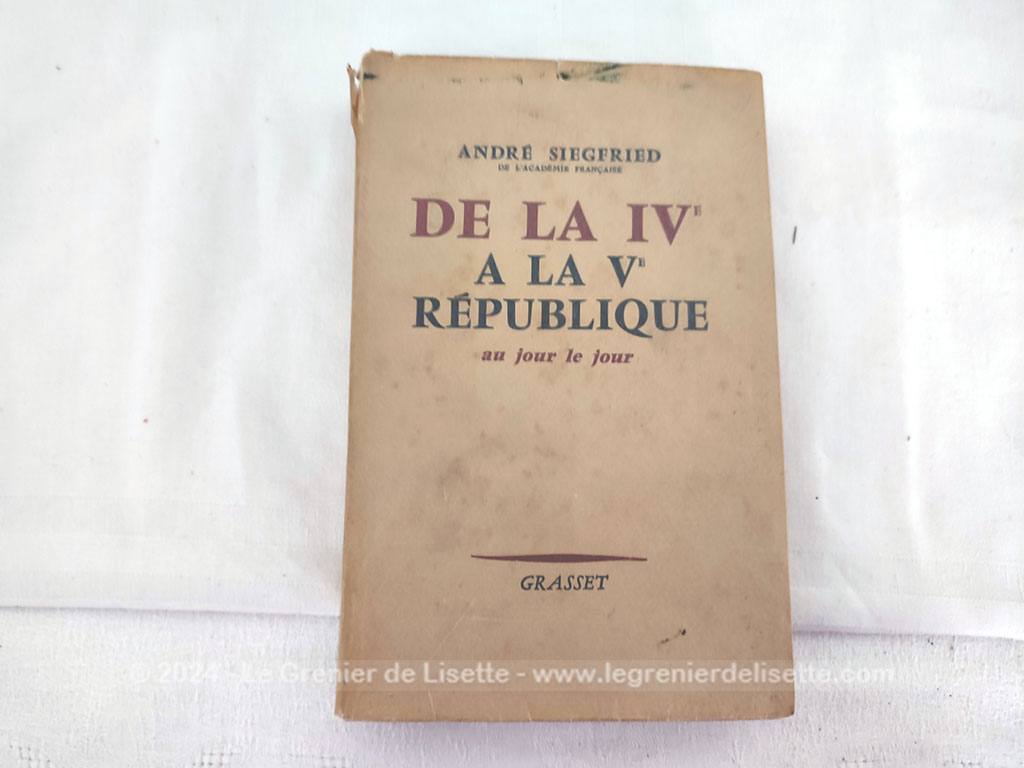 ANDRÉ SIEGFRIED
DE L'ACADÉMIE FRANÇAISE
DE LA IVE
A LA VE
RÉPUBLIQUE
au jour le jour
GRASSET
© 2024 - Le Grenier de Lisette - www.legrenierdelisette.com